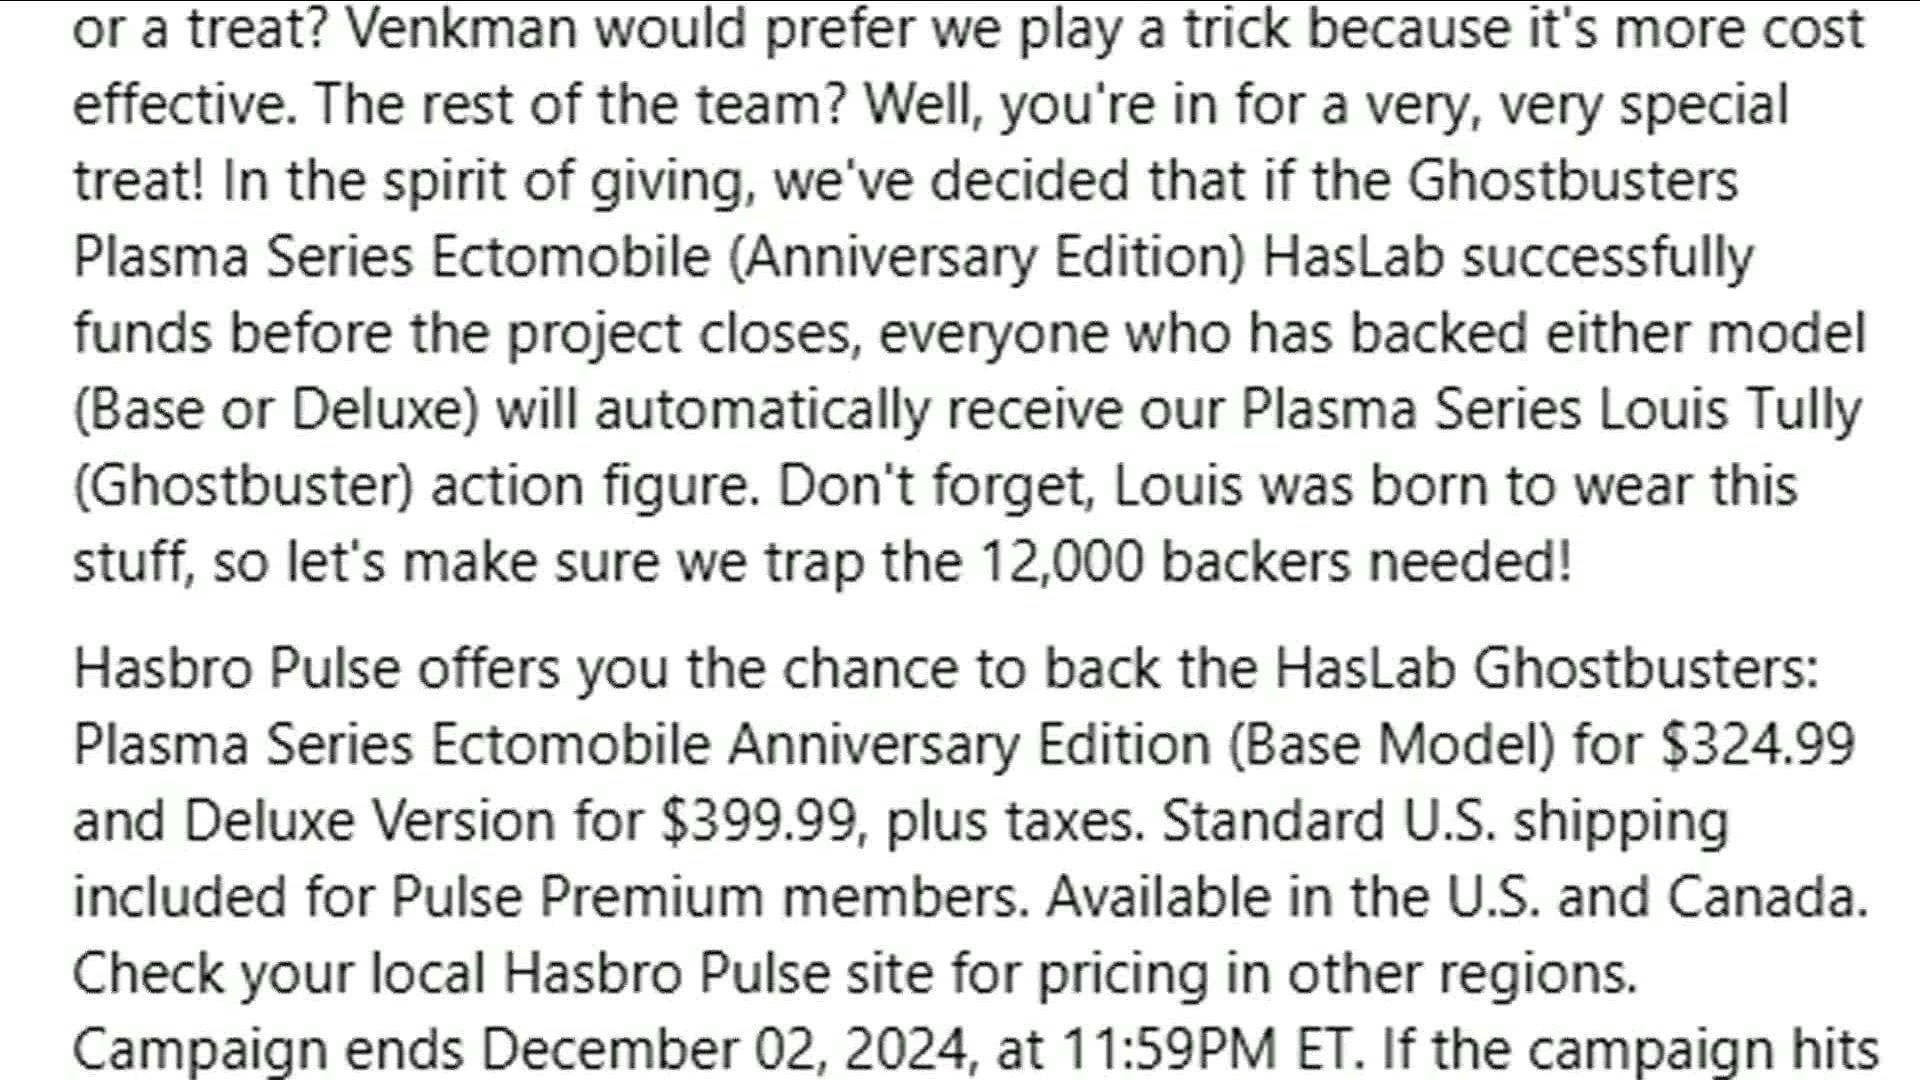 or a treat? Venkman would prefer we play a trick because it's more cost
effective. The rest of the team? Well, you're in for a very, very special
treat! In the spirit of giving, we've decided that if the Ghostbusters
Plasma Series Ectomobile (Anniversary Edition) HasLab successfully
funds before the project closes, everyone who has backed either model
(Base or Deluxe) will automatically receive our Plasma Series Louis Tully
(Ghostbuster) action figure. Don't forget, Louis was born to wear this
stuff, so let's make sure we trap the 12,000 backers needed!
Hasbro Pulse offers you the chance to back the HasLab Ghostbusters:
Plasma Series Ectomobile Anniversary Edition (Base Model) for $324.99
and Deluxe Version for $399.99, plus taxes. Standard U.S. shipping
included for Pulse Premium members. Available in the U.S. and Canada.
Check your local Hasbro Pulse site for pricing in other regions.
Campaign ends December 02, 2024, at 11:59PM ET. If the campaign hits